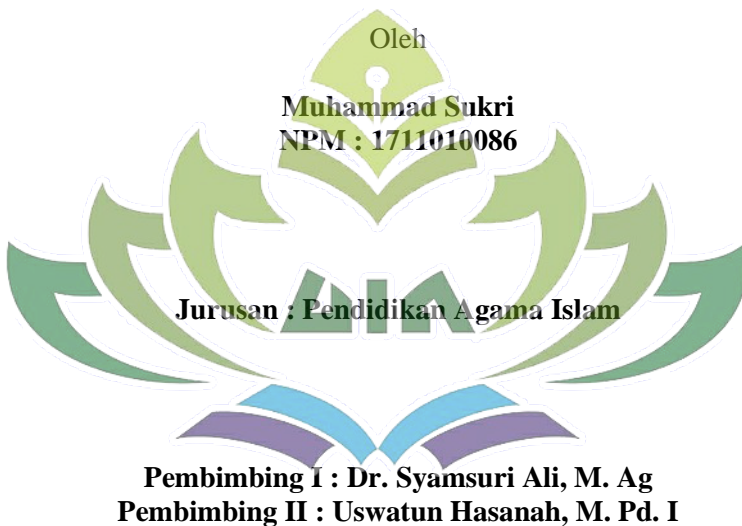 Oleh
Muhammad Sukri
NPM : 1711010086
UIN
Jurusan : Pendidikan Agama Islam
Pembimbing I : Dr. Syamsuri Ali, M. Ag
Pembimbing II : Uswatun Hasanah, M. Pd. I